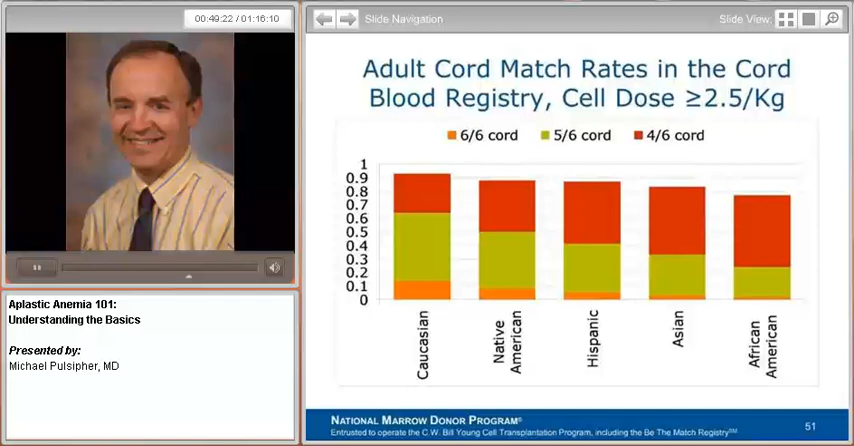 00:49:22 / 01:16:10
Slide Navigation
Slide View:
Aplastic Anemia 101:
Understanding the Basics
Presented by:
Michael Pulsipher, MD
Adult Cord Match Rates in the Cord
Blood Registry, Cell Dose ≥2.5/Kg
6/6 cord 5/6 cord 4/6 cord
1
0.9
0.8
0.7
0.6
0.5
0.4
0.3
0.2
0.1
0
Caucasian
Native
American
Hispanic
Asian
African
American
NATIONAL MARROW DONOR PROGRAM®
Entrusted to operate the C.W. Bill Young Cell Transplantation Program, including the Be The Match Registry℠
51